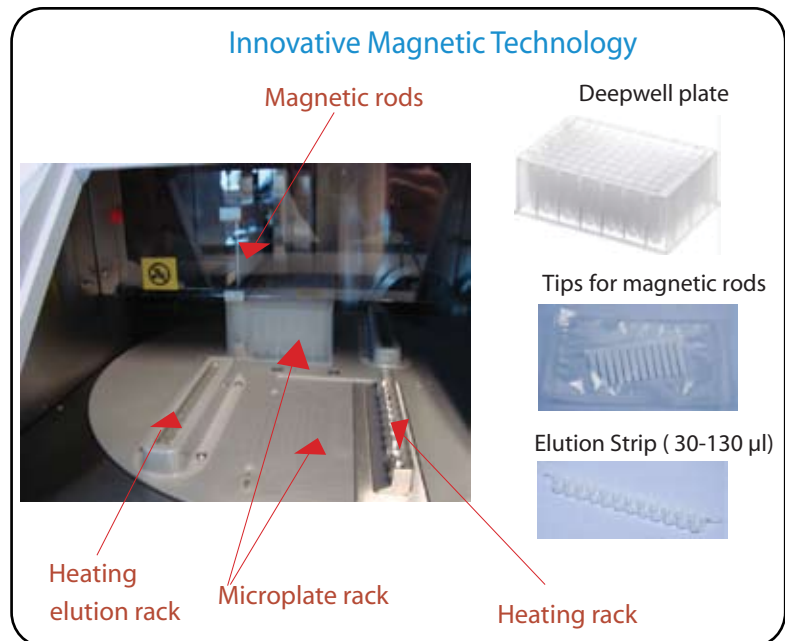 Innovative Magnetic Technology
Magnetic rods
Deepwell plate
Tips for magnetic rods
Elution Strip ( 30-130 µl)
Heating
elution rack
Microplate rack
Heating rack